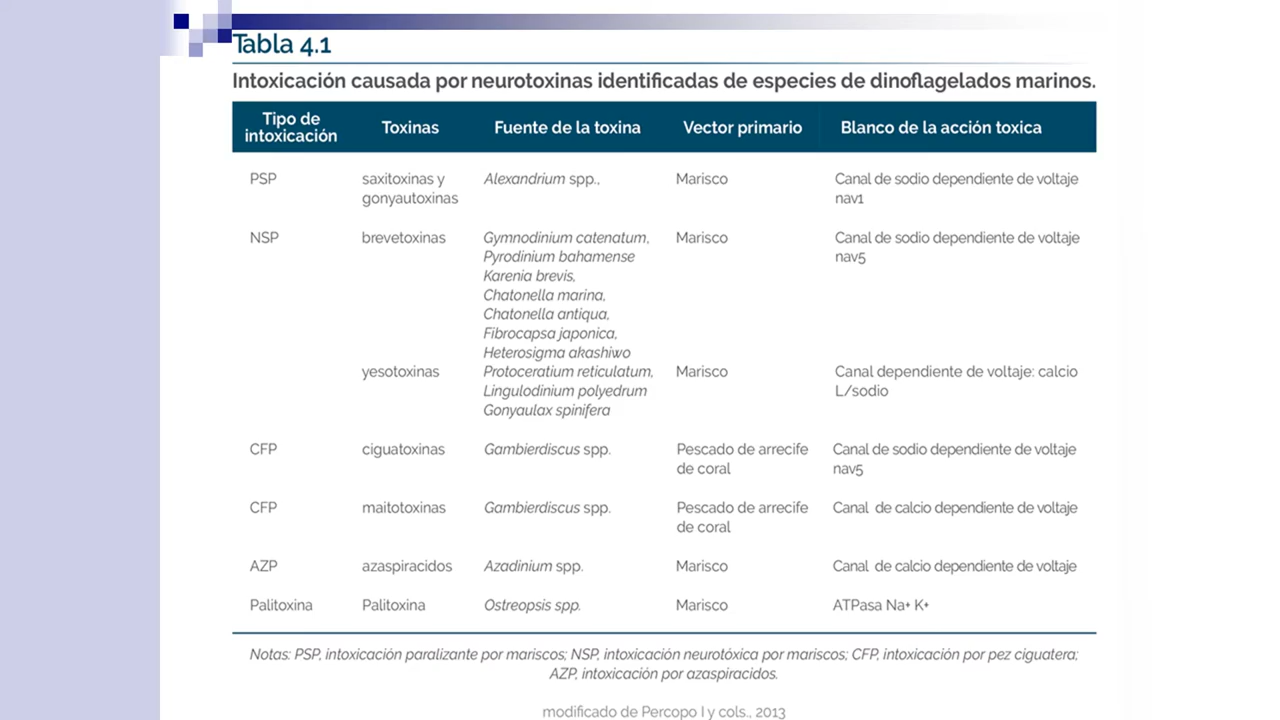 Tabla 4.1
Intoxicación causada por neurotoxinas identificadas de especies de dinoflagelados marinos.
Tipo de intoxicación Toxinas Fuente de la toxina Vector primario Blanco de la acción toxica
PSP saxitoxinas y Alexandrium spp., Marisco Canal de sodio dependiente de voltaje
gonyautoxinas nav1
NSP brevetoxinas Gymnodinium catenatum, Marisco Canal de sodio dependiente de voltaje
Pyrodinium bahamense nav5
Karenia brevis,
Chatonella marina,
Chatonella antiqua,
Fibrocapsa japonica,
Heterosigma akashiwo
yesotoxinas Protoceratium reticulatum, Marisco Canal dependiente de voltaje: calcio
Lingulodinium polyedrum L/sodio
Gonyaulax spinifera
CFP ciguatoxinas Gambierdiscus spp. Pescado de arrecife Canal de sodio dependiente de voltaje
de coral nav5
CFP maitotoxinas Gambierdiscus spp. Pescado de arrecife Canal de calcio dependiente de voltaje
de coral
AZP azaspiracidos Azadinium spp. Marisco Canal de calcio dependiente de voltaje
Palitoxina Palitoxina Ostreopsis spp. Marisco ATPasa Na+ K+
Notas: PSP, intoxicación paralizante por mariscos; NSP, intoxicación neurotóxica por mariscos; CFP, intoxicación por pez ciguatera;
AZP, intoxicación por azaspiracidos.
modificado de Percopo I y cols., 2013